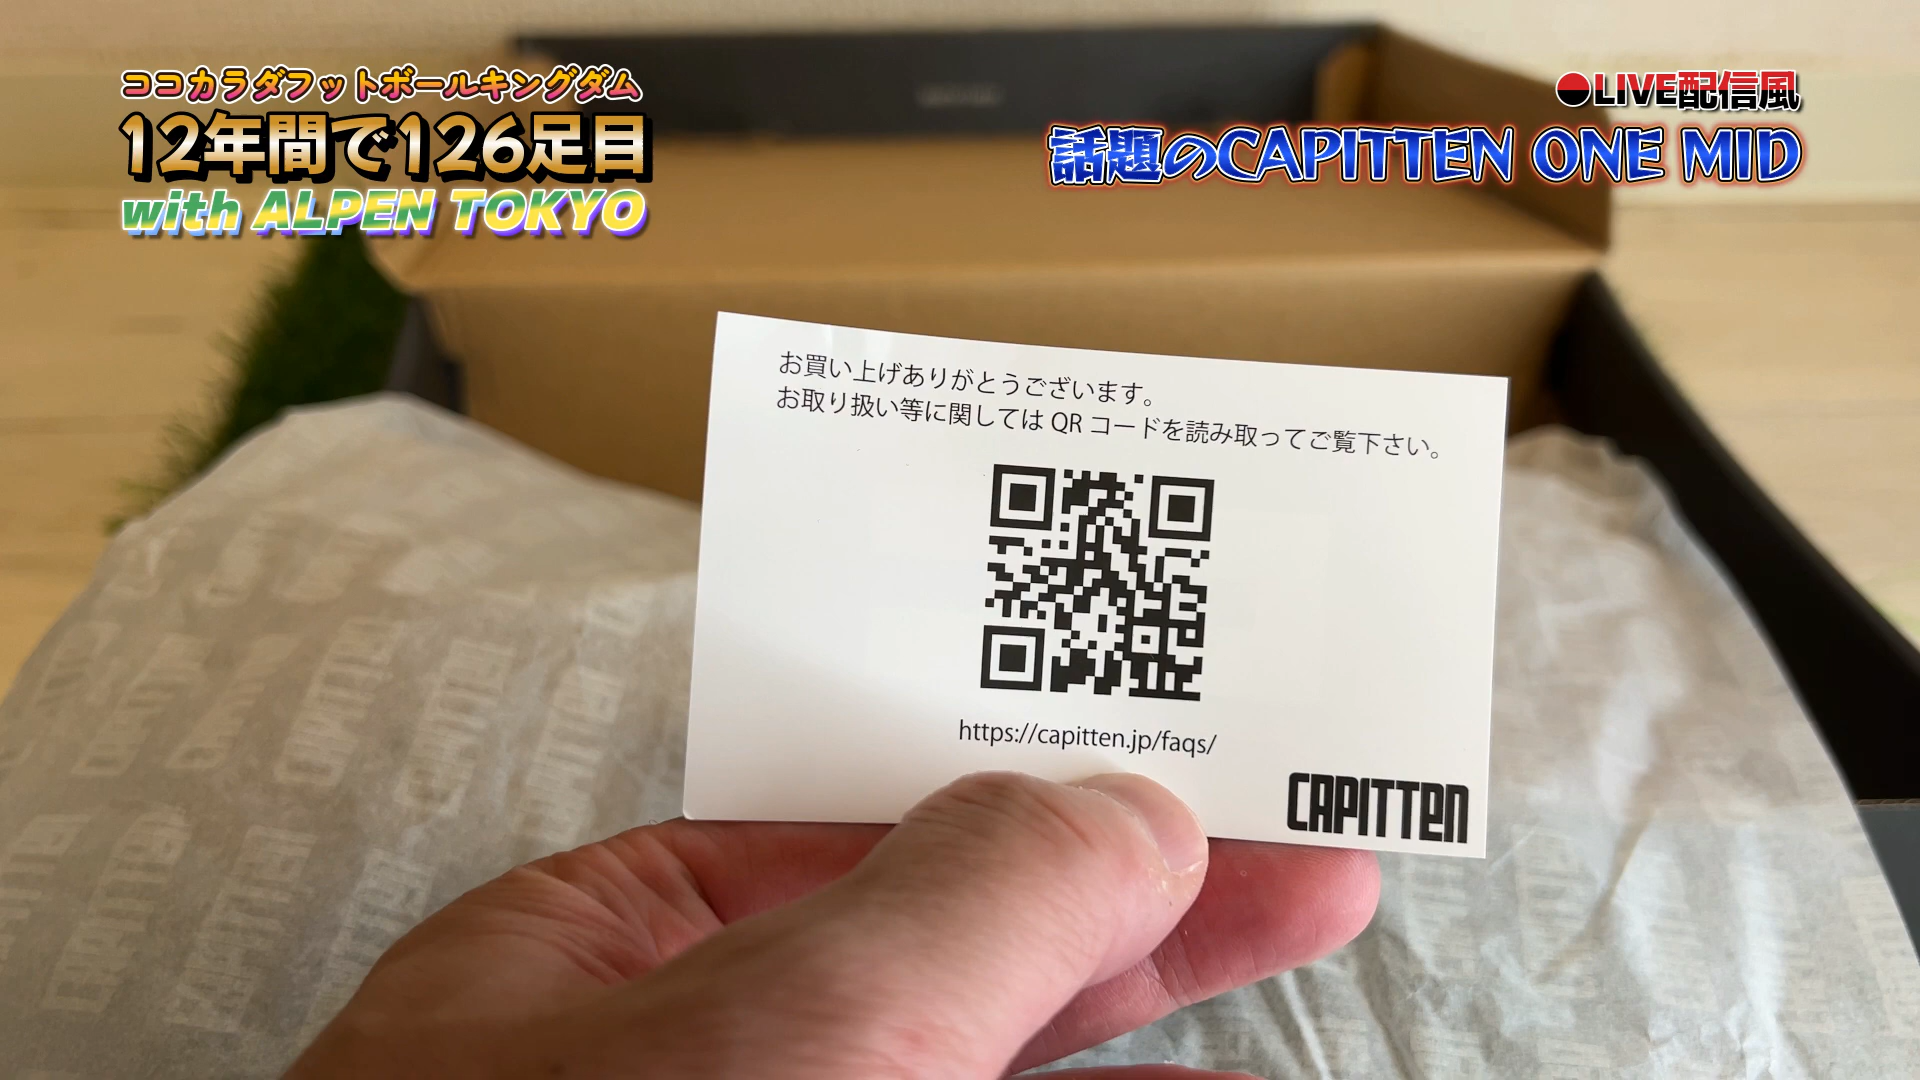 ココカラダフットボールキングダム
12年間で126足目
with ALPEN TOKYO
●LIVE配信風
話題のCAPITTEN ONE MID
お買い上げありがとうございます。
お取り扱い等に関しては QR コードを読み取ってご覧下さい。
https://capitten.jp/faqs/
CAPITTEN